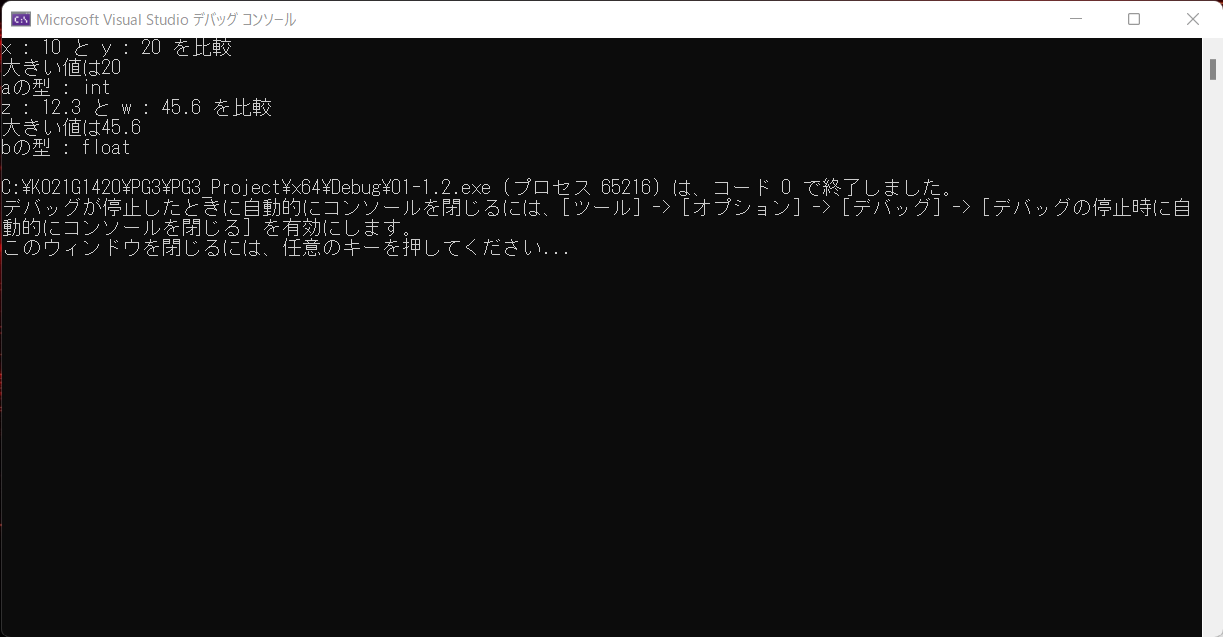 Microsoft Visual Studio デバッグ コンソール
x : 10 と y : 20 を比較
大きい値は20
aの型 : int
z : 12.3 と w : 45.6 を比較
大きい値は45.6
bの型 : float
C:¥K021G1420¥PG3¥PG3_Project¥x64¥Debug¥01-1.2.exe (プロセス 65216) は、コード 0 で終了しました。
デバッグが停止したときに自動的にコンソールを閉じるには、[ツール] -> [オプション] -> [デバッグ] -> [デバッグの停止時に自
動的にコンソールを閉じる] を有効にします。
このウィンドウを閉じるには、任意のキーを押してください...